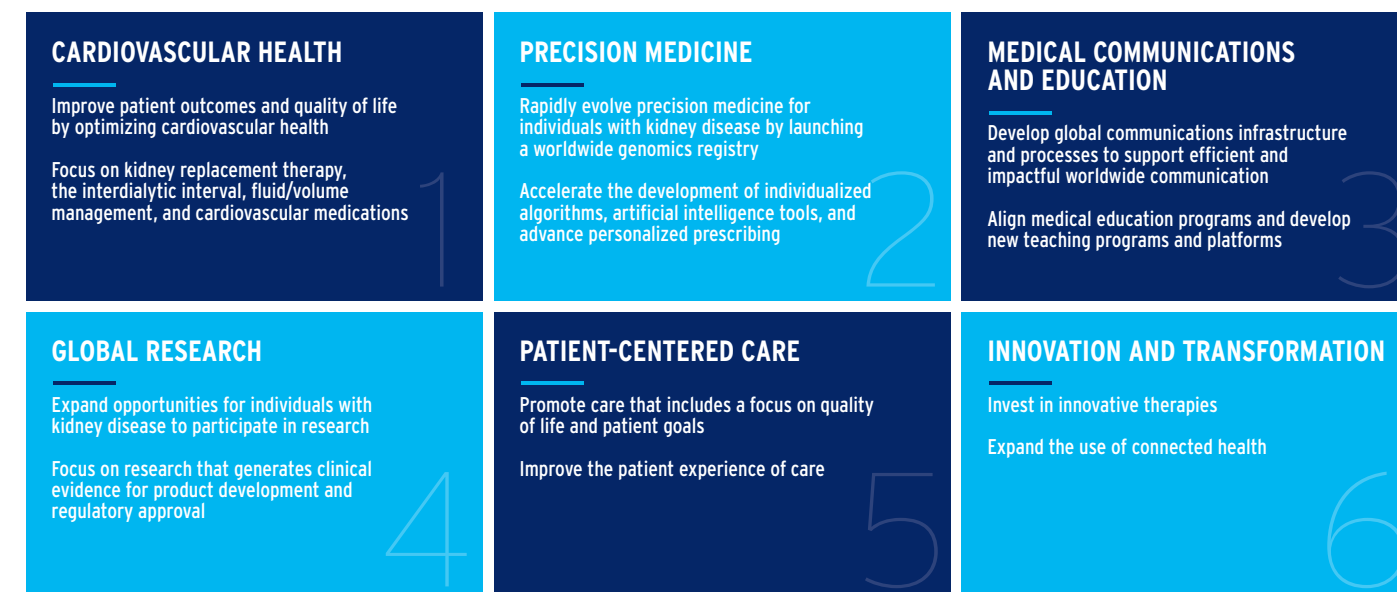 CARDIOVASCULAR HEALTH
Improve patient outcomes and quality of life
by optimizing cardiovascular health
Focus on kidney replacement therapy,
the interdialytic interval, fluid/volume
management, and cardiovascular medications
1
PRECISION MEDICINE
Rapidly evolve precision medicine for
individuals with kidney disease by launching
a worldwide genomics registry
Accelerate the development of individualized
algorithms, artificial intelligence tools, and
advance personalized prescribing
2
MEDICAL COMMUNICATIONS
AND EDUCATION
Develop global communications infrastructure
and processes to support efficient and
impactful worldwide communication
Align medical education programs and develop
new teaching programs and platforms
3
GLOBAL RESEARCH
Expand opportunities for individuals with
kidney disease to participate in research
Focus on research that generates clinical
evidence for product development and
regulatory approval
4
PATIENT-CENTERED CARE
Promote care that includes a focus on quality
of life and patient goals
Improve the patient experience of care
5
INNOVATION AND TRANSFORMATION
Invest in innovative therapies
Expand the use of connected health
6